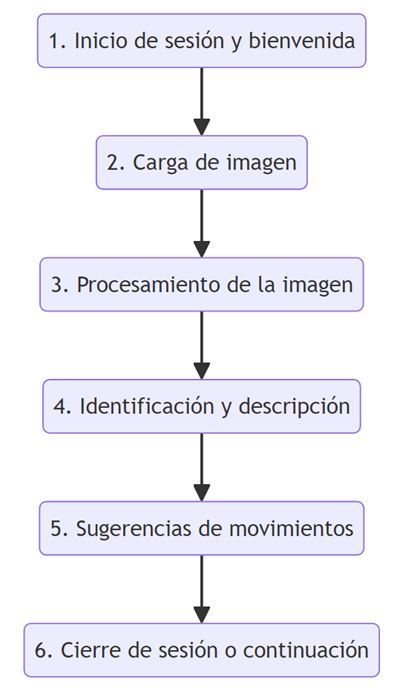 1. Inicio de sesión y bienvenida
2. Carga de imagen
3. Procesamiento de la imagen
4. Identificación y descripción
5. Sugerencias de movimientos
6. Cierre de sesión o continuación